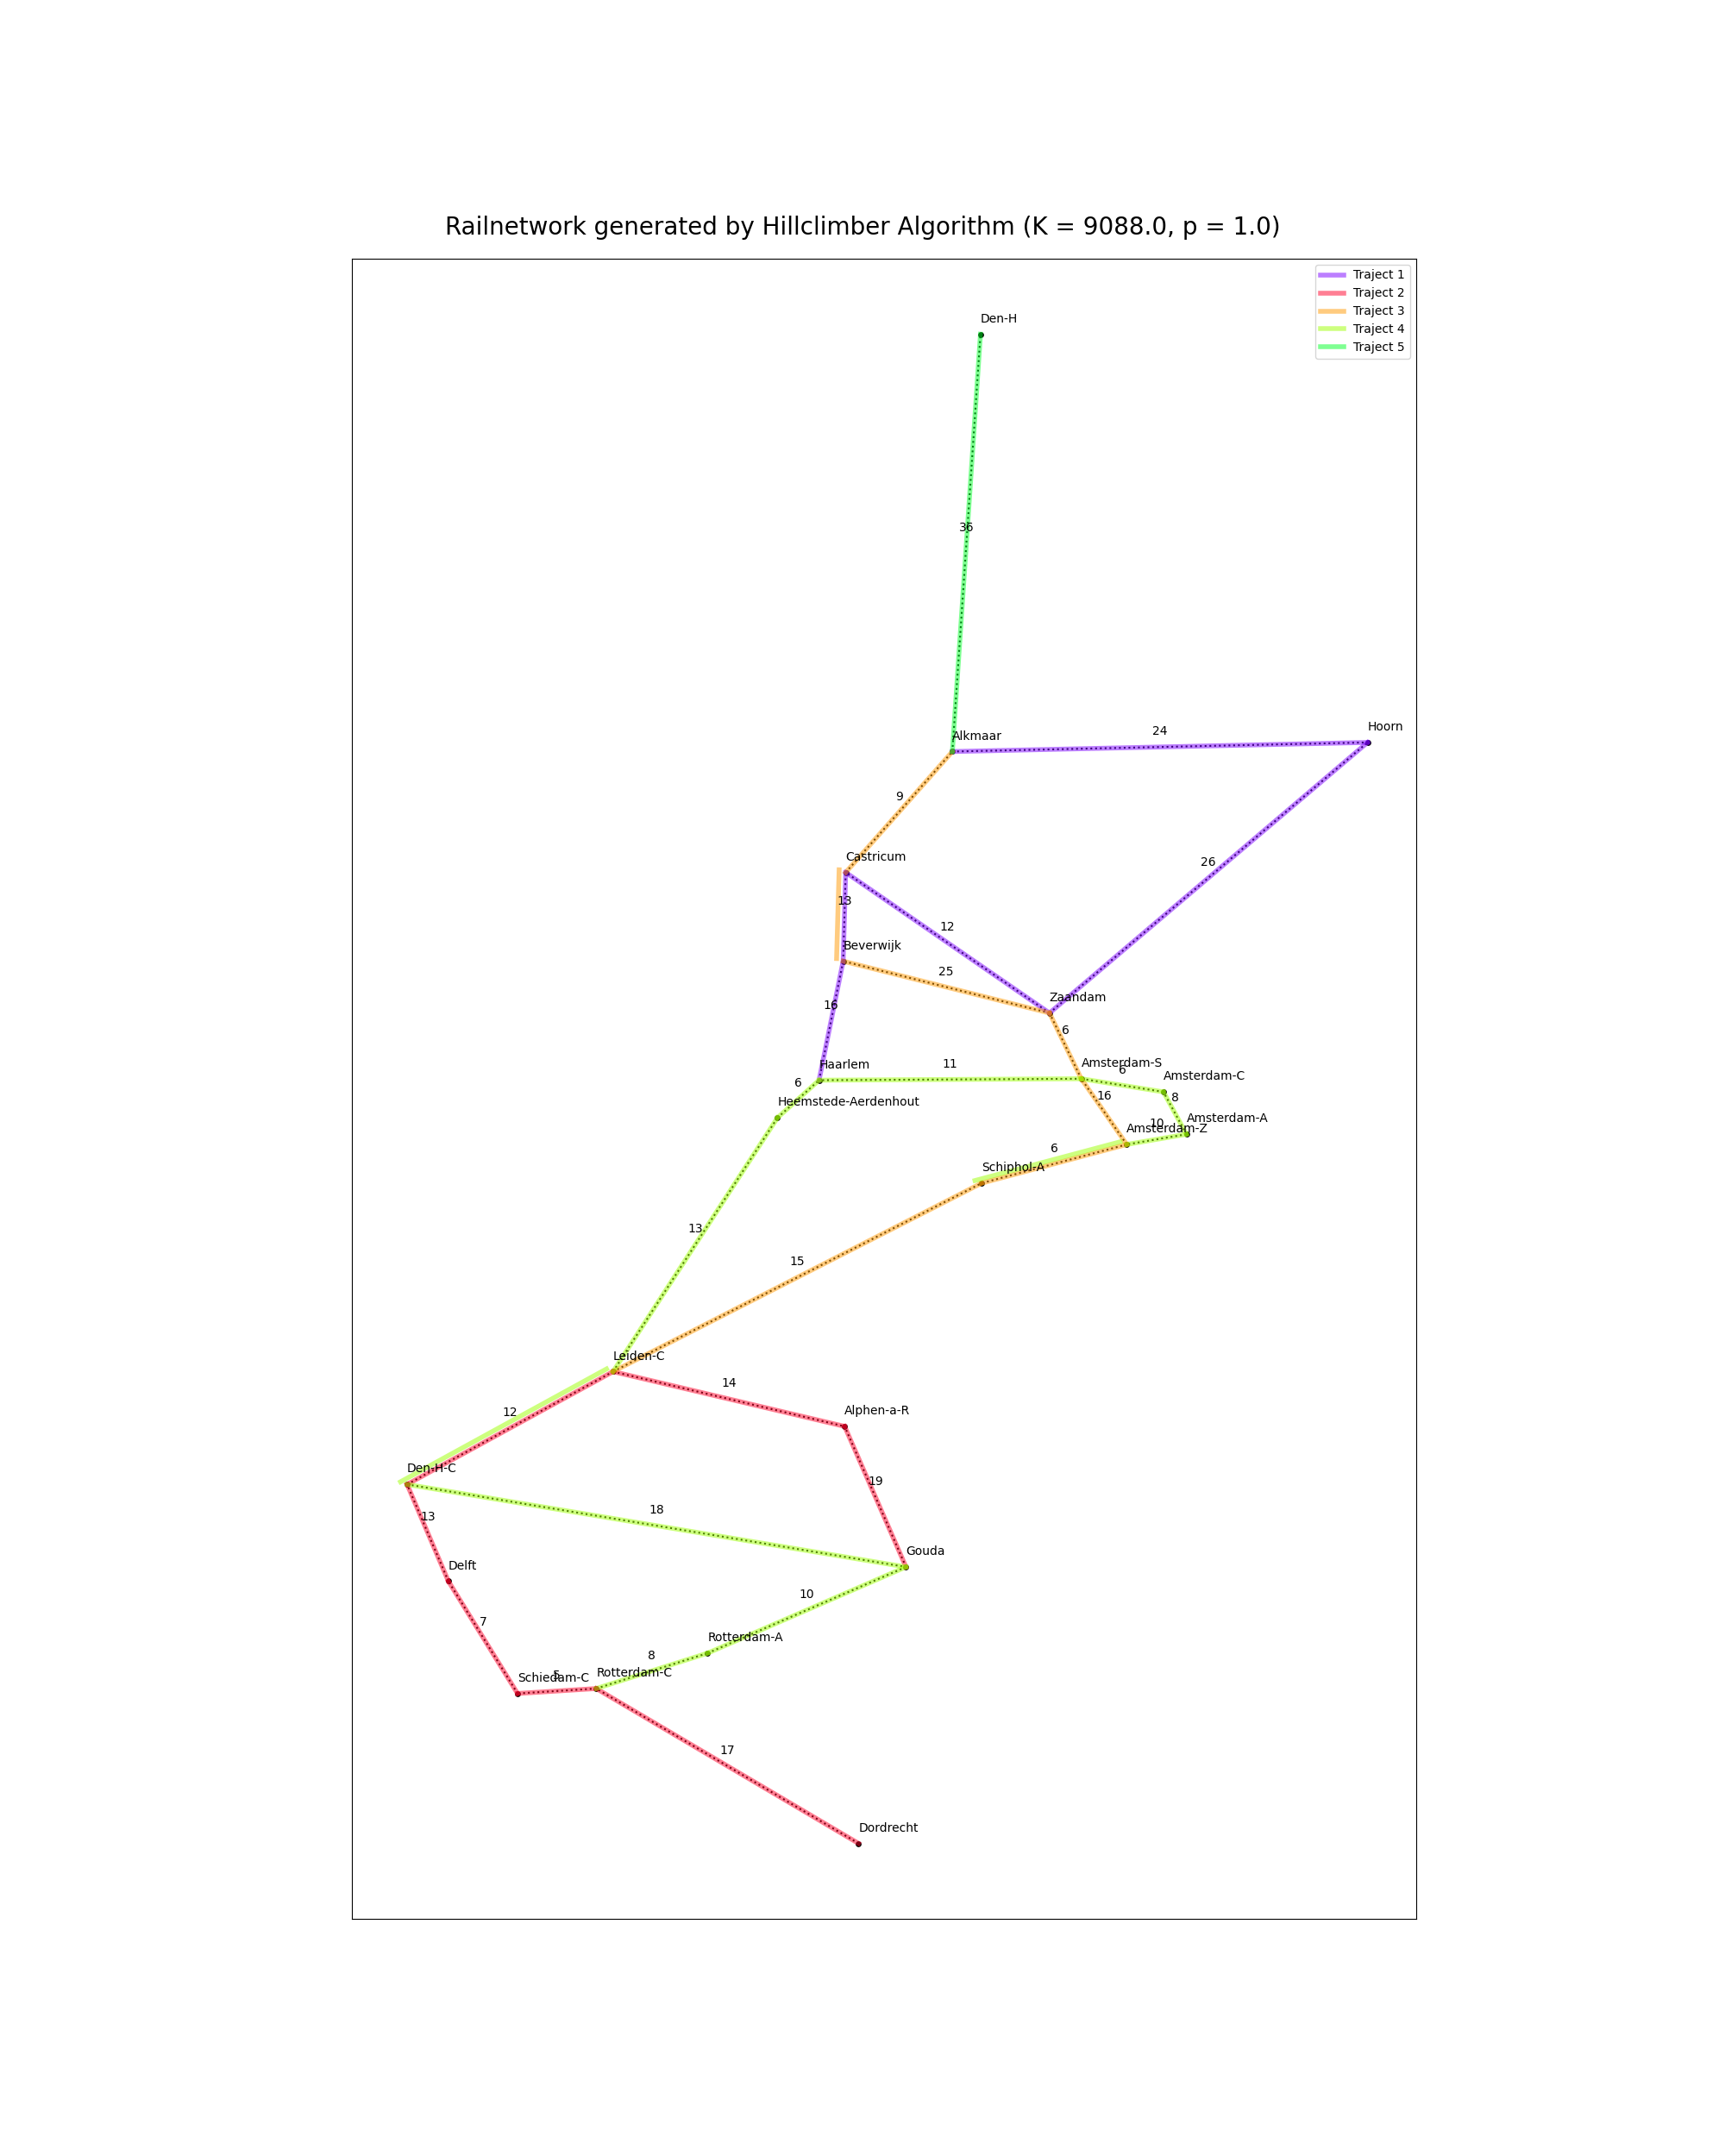 Railnetwork generated by Hillclimber Algorithm (K = 9088.0, p = 1.0)
Traject 1
Traject 2
Traject 3
Traject 4
Traject 5
Den-H
36
Hoorn
24
Alkmaar
9
Castricum
26
13
12
Beverwijk
25
Zaandam
16
6
Haarlem
11
Amsterdam-S
6
Amsterdam-C
6
Heemstede-Aerdenhout
16
8
Amsterdam-A
10
Amsterdam-Z
6
Schiphol-A
13
15
Leiden-C
14
12
Alphen-a-R
Den-H-C
19
18
13
Gouda
Delft
10
7
Rotterdam-A
8
Schiedam-C
5
Rotterdam-C
17
Dordrecht